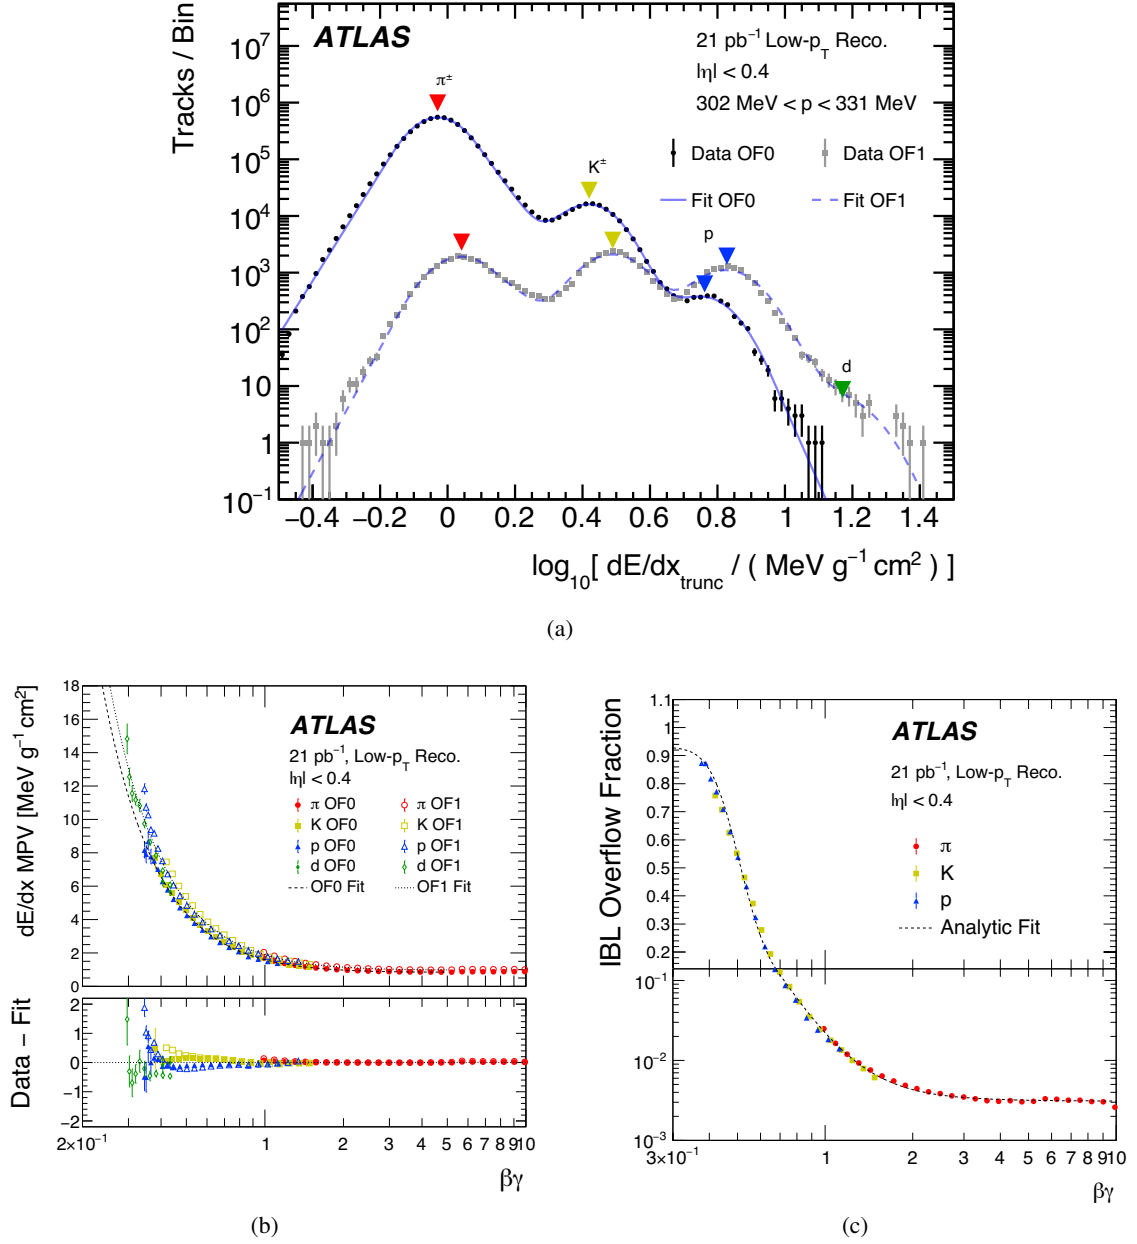 ATLAS
21 pb⁻¹ Low-p_T Reco.
|η| < 0.4
302 MeV < p < 331 MeV
Data OF0
Data OF1
Fit OF0
Fit OF1
π±
K±
p
d
Tracks / Bin
10⁷
10⁶
10⁵
10⁴
10³
10²
10
1
10⁻¹
−0.4 −0.2 0 0.2 0.4 0.6 0.8 1 1.2 1.4
log₁₀[ dE/dx_trunc / ( MeV g⁻¹ cm² ) ]
(a)
dE/dx MPV [MeV g⁻¹ cm²]
18
16
14
12
10
8
6
4
2
0
ATLAS
21 pb⁻¹, Low-p_T Reco.
|η| < 0.4
π OF0
π OF1
K OF0
K OF1
p OF0
p OF1
d OF0
d OF1
OF0 Fit
OF1 Fit
Data − Fit
2
1
0
−1
−2
2×10⁻¹ 1 2 3 4 5 6 7 8 9 10
βγ
(b)
IBL Overflow Fraction
1.1
1
0.9
0.8
0.7
0.6
0.5
0.4
0.3
0.2
10⁻¹
10⁻²
10⁻³
ATLAS
21 pb⁻¹, Low-p_T Reco.
|η| < 0.4
π
K
p
Analytic Fit
3×10⁻¹ 1 2 3 4 5 6 7 8 9 10
βγ
(c)